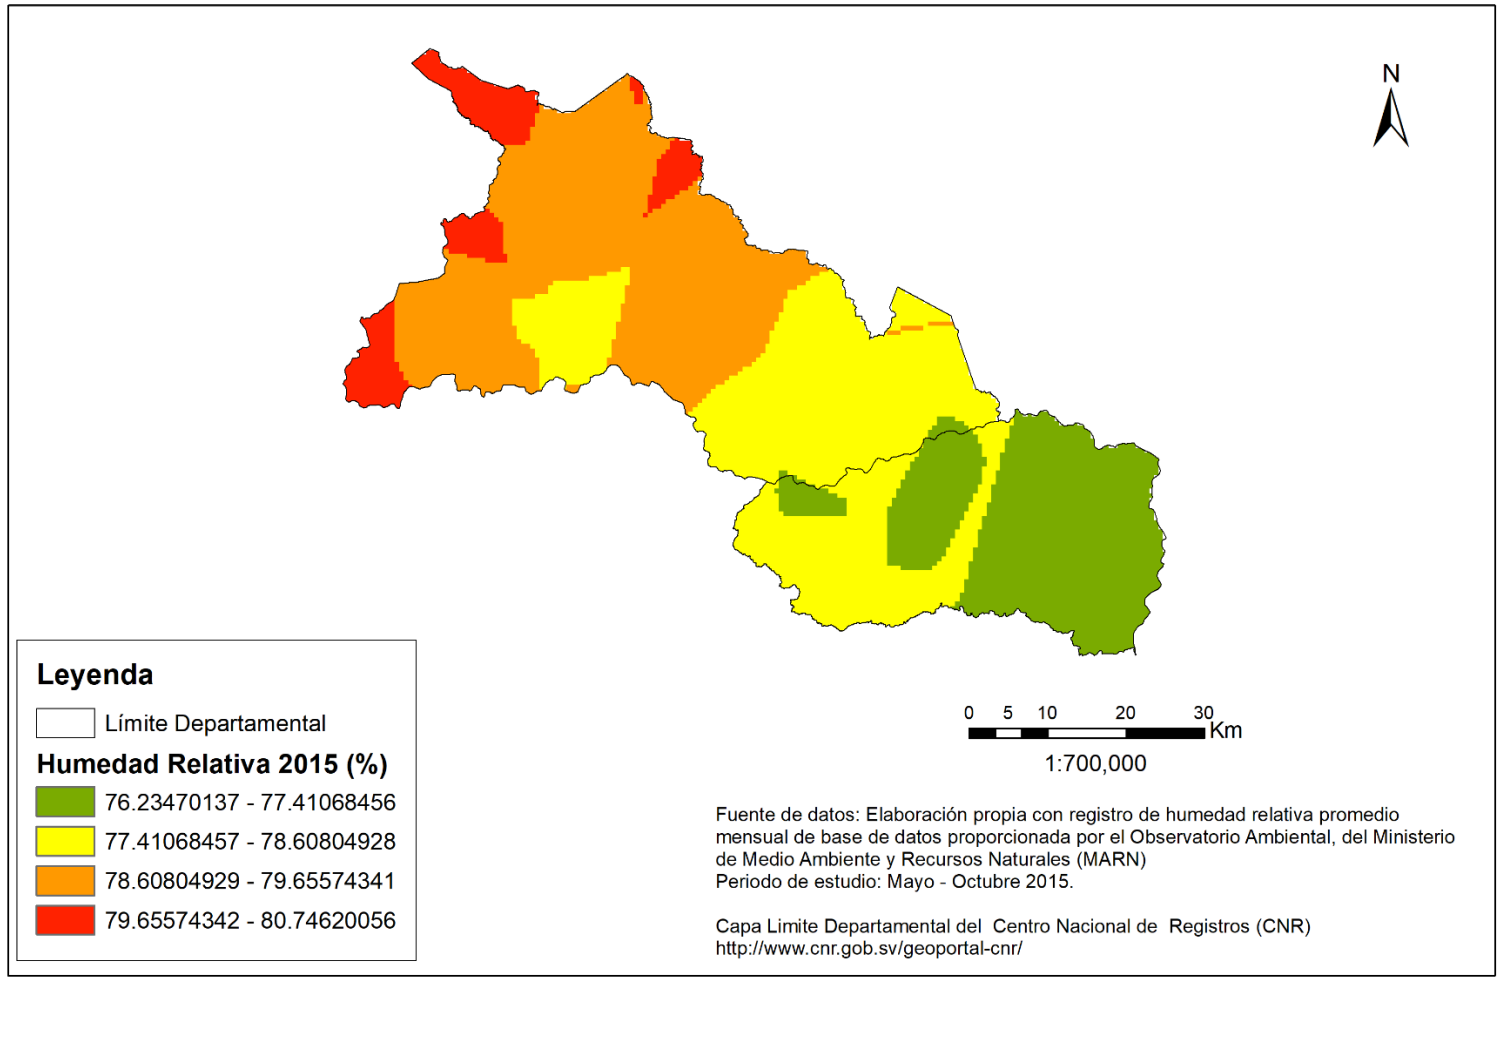 N
Leyenda
Límite Departamental
Humedad Relativa 2015 (%)
76.23470137 - 77.41068456
77.41068457 - 78.60804928
78.60804929 - 79.65574341
79.65574342 - 80.74620056
0 5 10 20 30
Km
1:700,000
Fuente de datos: Elaboración propia con registro de humedad relativa promedio
mensual de base de datos proporcionada por el Observatorio Ambiental, del Ministerio
de Medio Ambiente y Recursos Naturales (MARN)
Periodo de estudio: Mayo - Octubre 2015.
Capa Limite Departamental del Centro Nacional de Registros (CNR)
http://www.cnr.gob.sv/geoportal-cnr/